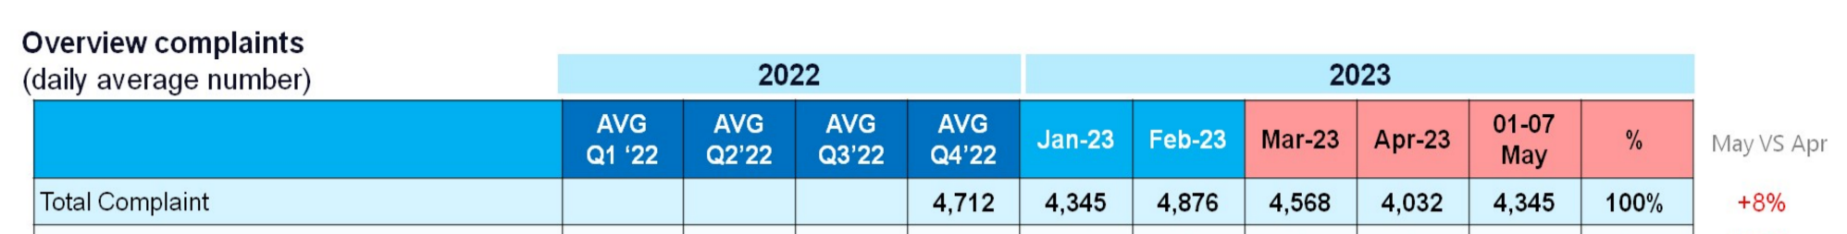 Overview complaints
(daily average number)
2022 2023
AVG Q1 ‘22 AVG Q2’22 AVG Q3’22 AVG Q4’22 Jan-23 Feb-23 Mar-23 Apr-23 01-07 May % May VS Apr
Total Complaint 4,712 4,345 4,876 4,568 4,032 4,345 100% +8%